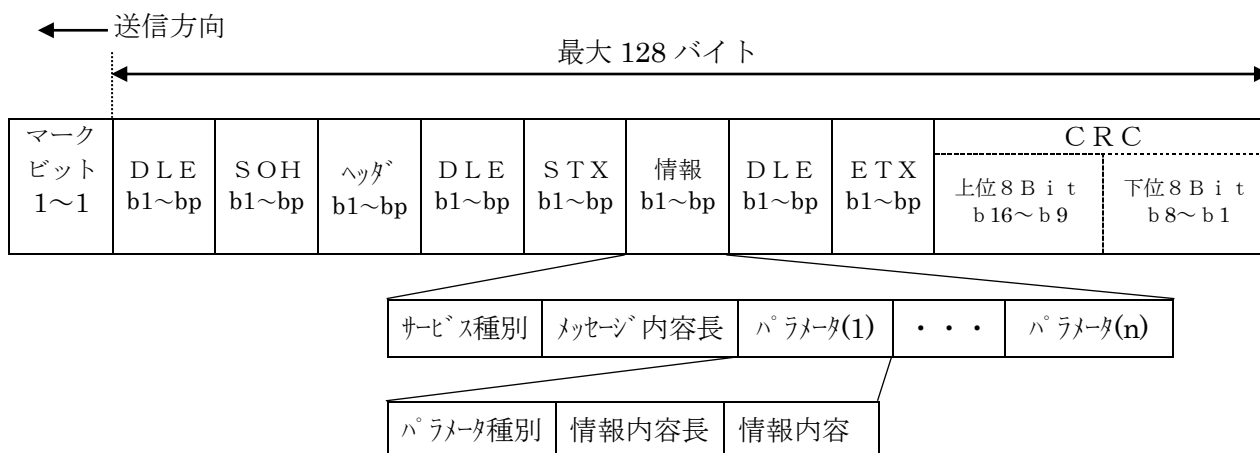 送信方向
最大 128 バイト
マーク
ビット
1～1
ＤＬＥ
b1～bp
ＳＯＨ
b1～bp
ﾍｯﾀﾞ
b1～bp
ＤＬＥ
b1～bp
ＳＴＸ
b1～bp
情報
b1～bp
ＤＬＥ
b1～bp
ＥＴＸ
b1～bp
ＣＲＣ
上位８Ｂｉｔ
ｂ16～ｂ9
下位８Ｂｉｔ
ｂ8～ｂ1
ｻｰﾋﾞｽ種別
ﾒｯｾｰｼﾞ内容長
ﾊﾟﾗﾒｰﾀ(1)
・・・
ﾊﾟﾗﾒｰﾀ(n)
ﾊﾟﾗﾒｰﾀ種別
情報内容長
情報内容